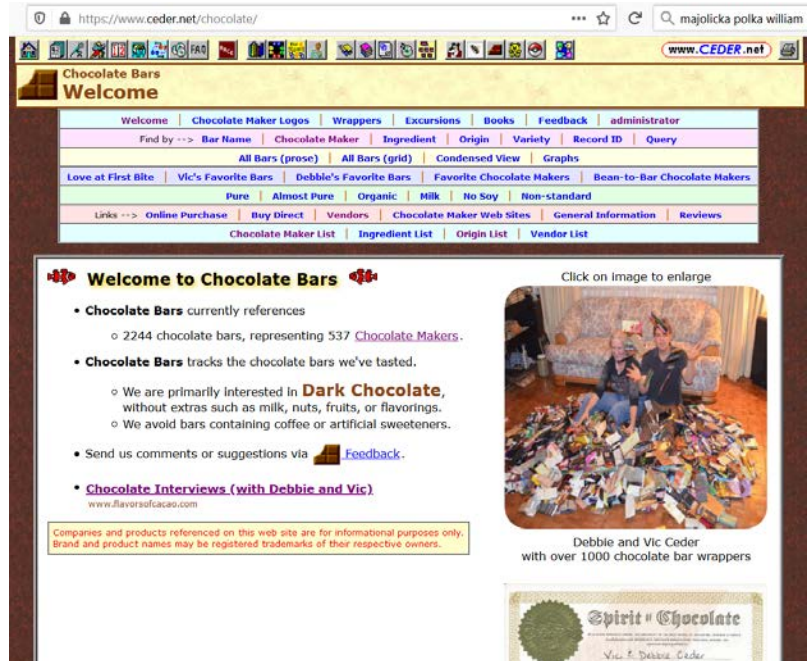 https://www.ceder.net/chocolate/
majolicka polka william
FAQ
www.CEDER.net
Chocolate Bars
Welcome
Welcome | Chocolate Maker Logos | Wrappers | Excursions | Books | Feedback | administrator
Find by --> Bar Name | Chocolate Maker | Ingredient | Origin | Variety | Record ID | Query
All Bars (prose) | All Bars (grid) | Condensed View | Graphs
Love at First Bite | Vic's Favorite Bars | Debbie's Favorite Bars | Favorite Chocolate Makers | Bean-to-Bar Chocolate Makers
Pure | Almost Pure | Organic | Milk | No Soy | Non-standard
Links --> Online Purchase | Buy Direct | Vendors | Chocolate Maker Web Sites | General Information | Reviews
Chocolate Maker List | Ingredient List | Origin List | Vendor List
Welcome to Chocolate Bars
• Chocolate Bars currently references
○ 2244 chocolate bars, representing 537 Chocolate Makers.
• Chocolate Bars tracks the chocolate bars we've tasted.
○ We are primarily interested in Dark Chocolate,
without extras such as milk, nuts, fruits, or flavorings.
○ We avoid bars containing coffee or artificial sweeteners.
• Send us comments or suggestions via Feedback.
• Chocolate Interviews (with Debbie and Vic)
www.flavorsofcacao.com
Companies and products referenced on this web site are for informational purposes only.
Brand and product names may be registered trademarks of their respective owners.
Click on image to enlarge
Debbie and Vic Ceder
with over 1000 chocolate bar wrappers
Spirit of Chocolate
Vic & Debbie Ceder